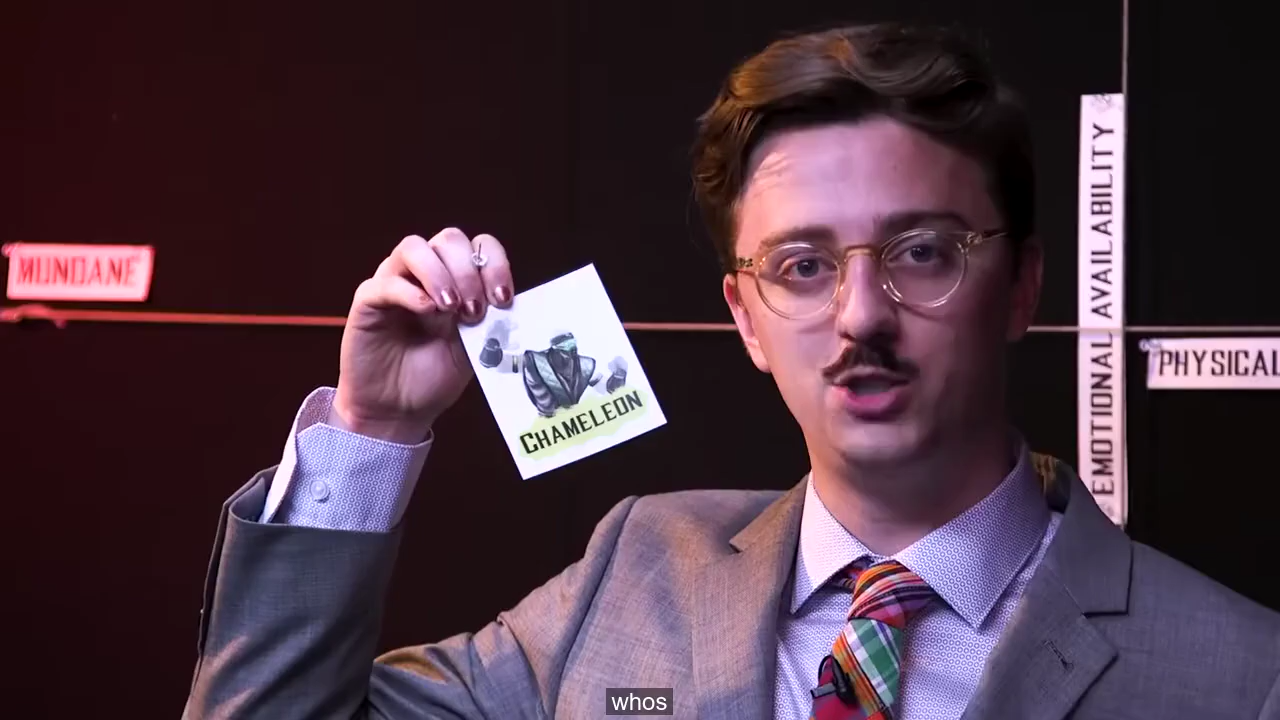 MUNDANE
CHAMELEON
EMOTIONAL AVAILABILITY
PHYSICAL
whos